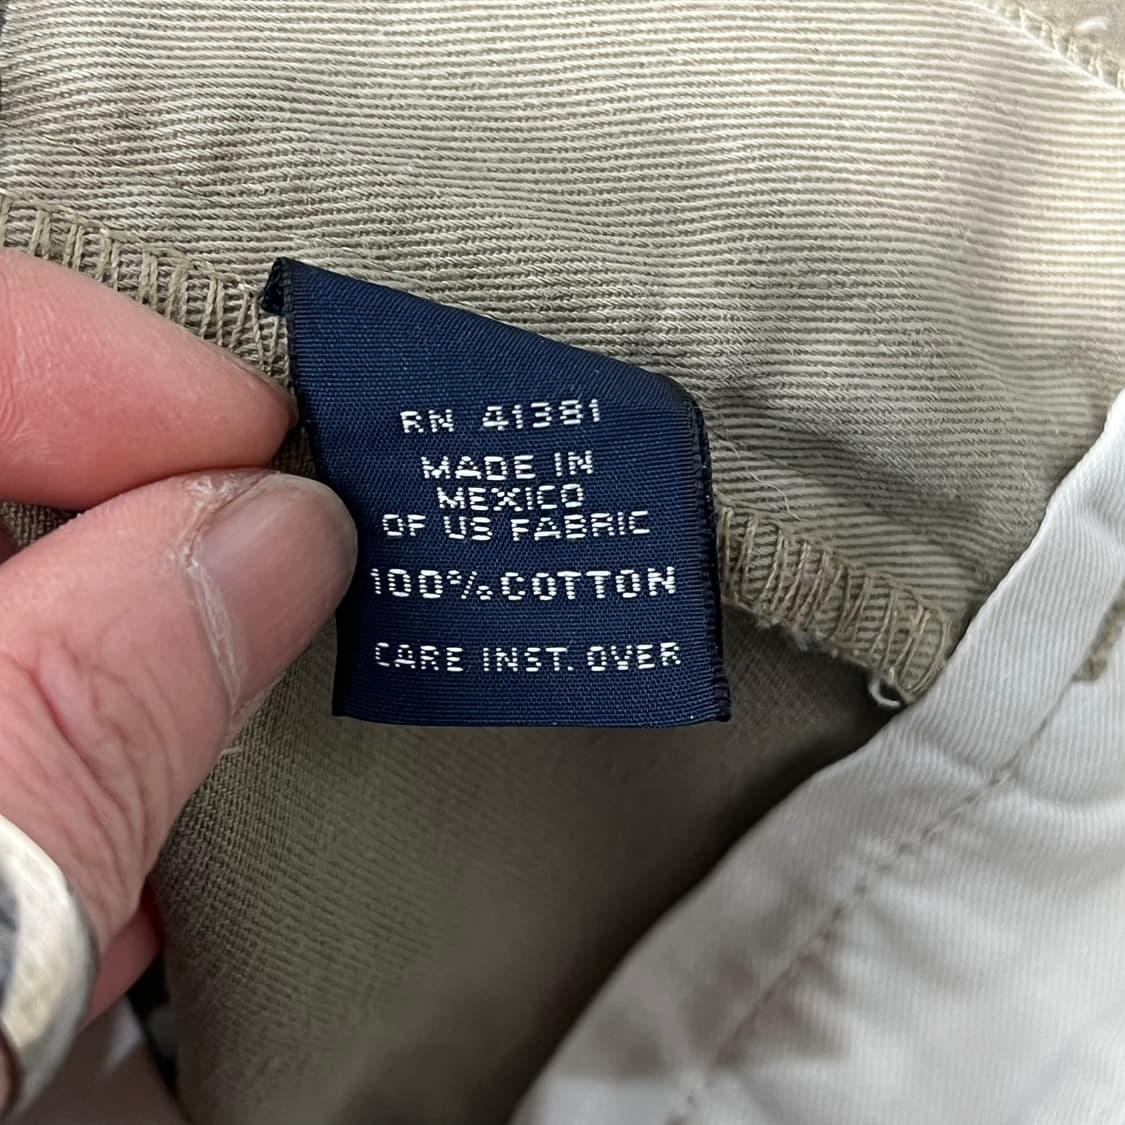 RN 41381
MADE IN
MEXICO
OF US FABRIC
100%COTTON
CARE INST. OVER